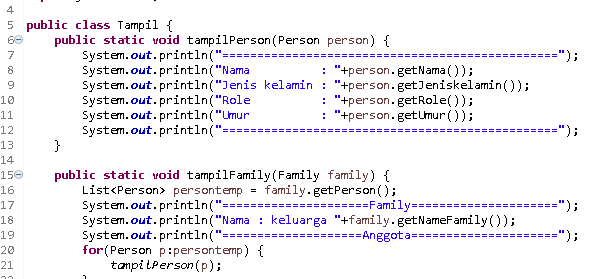 4
5 public class Tampil {
6 public static void tampilPerson(Person person) {
7 System.out.println("================================================");
8 System.out.println("Nama          : "+person.getNama());
9 System.out.println("Jenis kelamin : "+person.getJeniskelamin());
10 System.out.println("Role          : "+person.getRole());
11 System.out.println("Umur          : "+person.getUmur());
12 System.out.println("================================================");
13 }
14
15 public static void tampilFamily(Family family) {
16 List<Person> persontemp = family.getPerson();
17 System.out.println("=====================Family=====================");
18 System.out.println("Nama : keluarga "+family.getNameFamily());
19 System.out.println("====================Anggota=====================");
20 for(Person p:persontemp) {
21 tampilPerson(p);